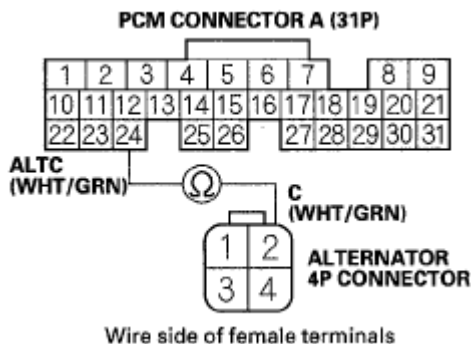 PCM CONNECTOR A (31P)
1 2 3 4 5 6 7 8 9
10 11 12 13 14 15 16 17 18 19 20 21
22 23 24 25 26 27 28 29 30 31
ALTC
(WHT/GRN)
Ω
C
(WHT/GRN)
1 2
3 4
ALTERNATOR
4P CONNECTOR
Wire side of female terminals